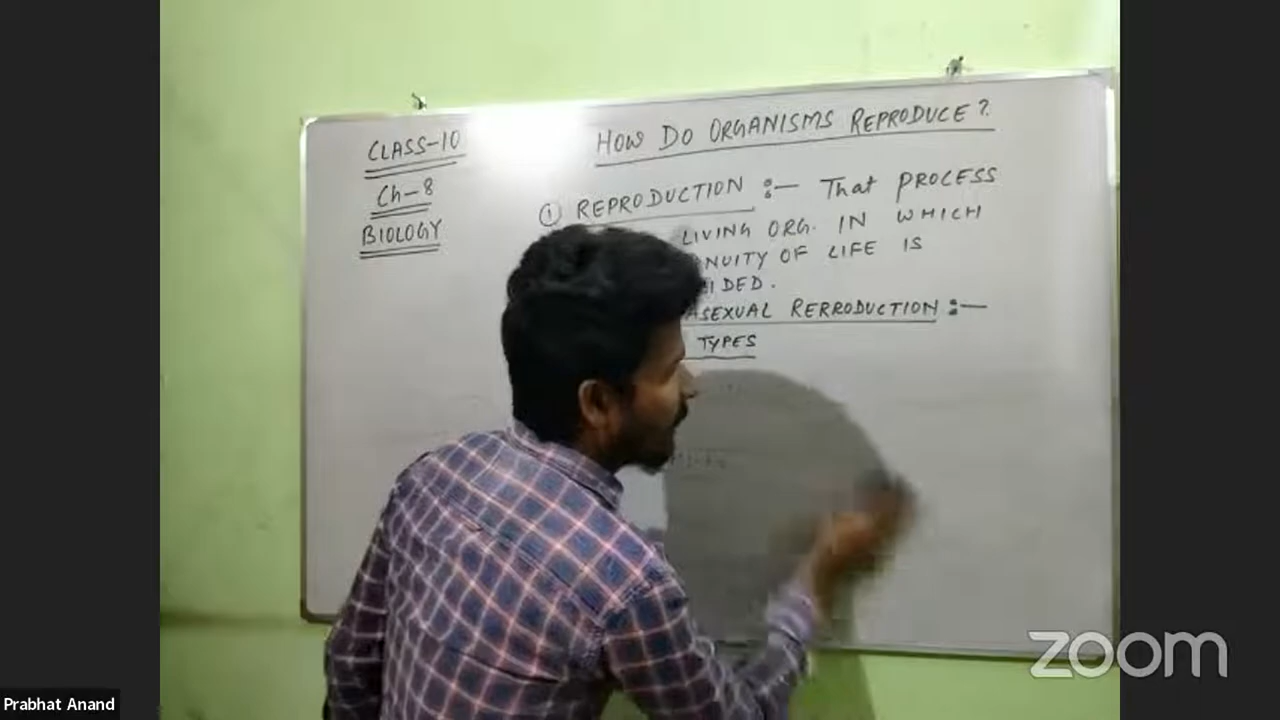 CLASS-10
Ch-8
BIOLOGY
HOW DO ORGANISMS REPRODUCE?
① REPRODUCTION :- That PROCESS
LIVING ORG. IN WHICH
NUITY OF LIFE IS
IDED.
ASEXUAL RERRODUCTION :-
TYPES
zoom
Prabhat Anand